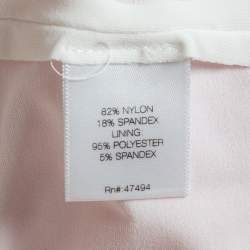 82% NYLON
18% SPANDEX
LINING:
95% POLYESTER
5% SPANDEX
Rn#:47494